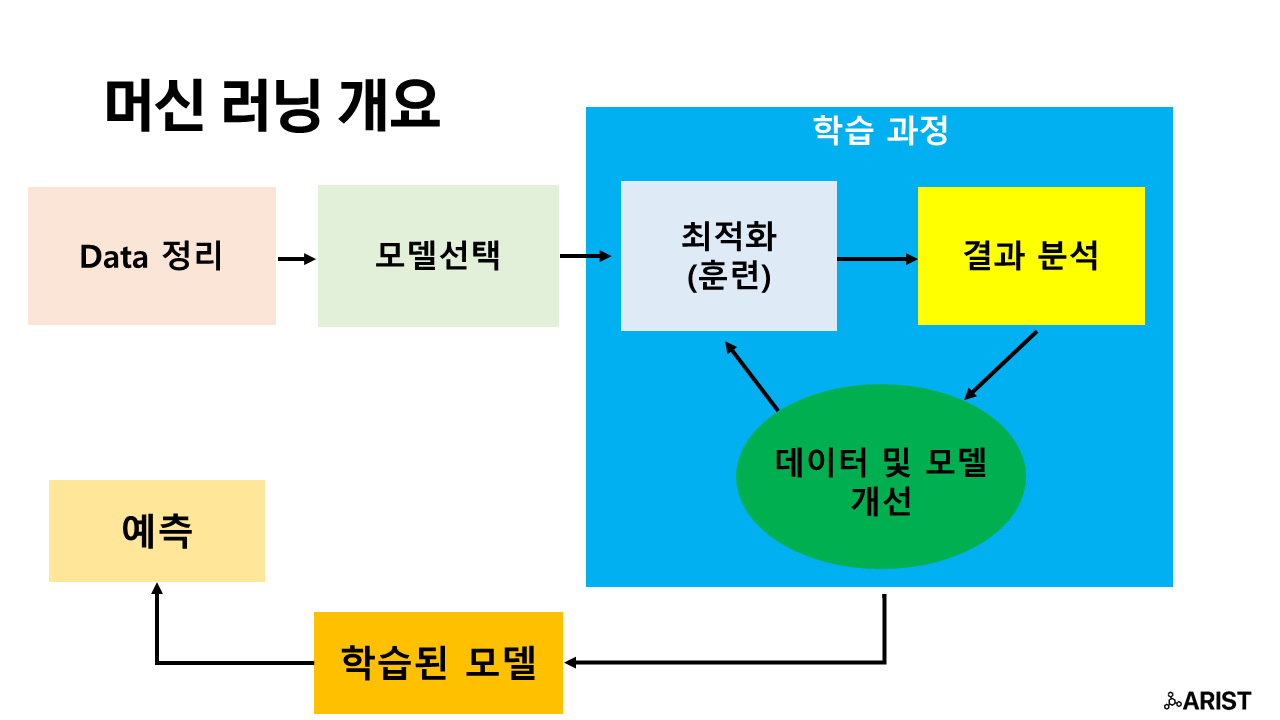 머신 러닝 개요
학습 과정
Data 정리
모델선택
최적화
(훈련)
결과 분석
데이터 및 모델
개선
예측
학습된 모델
ARIST